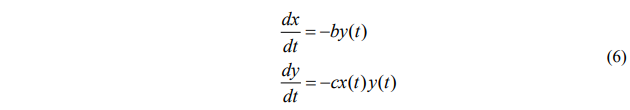 dx/dt = -by(t)
dy/dt = -cx(t)y(t)
(6)